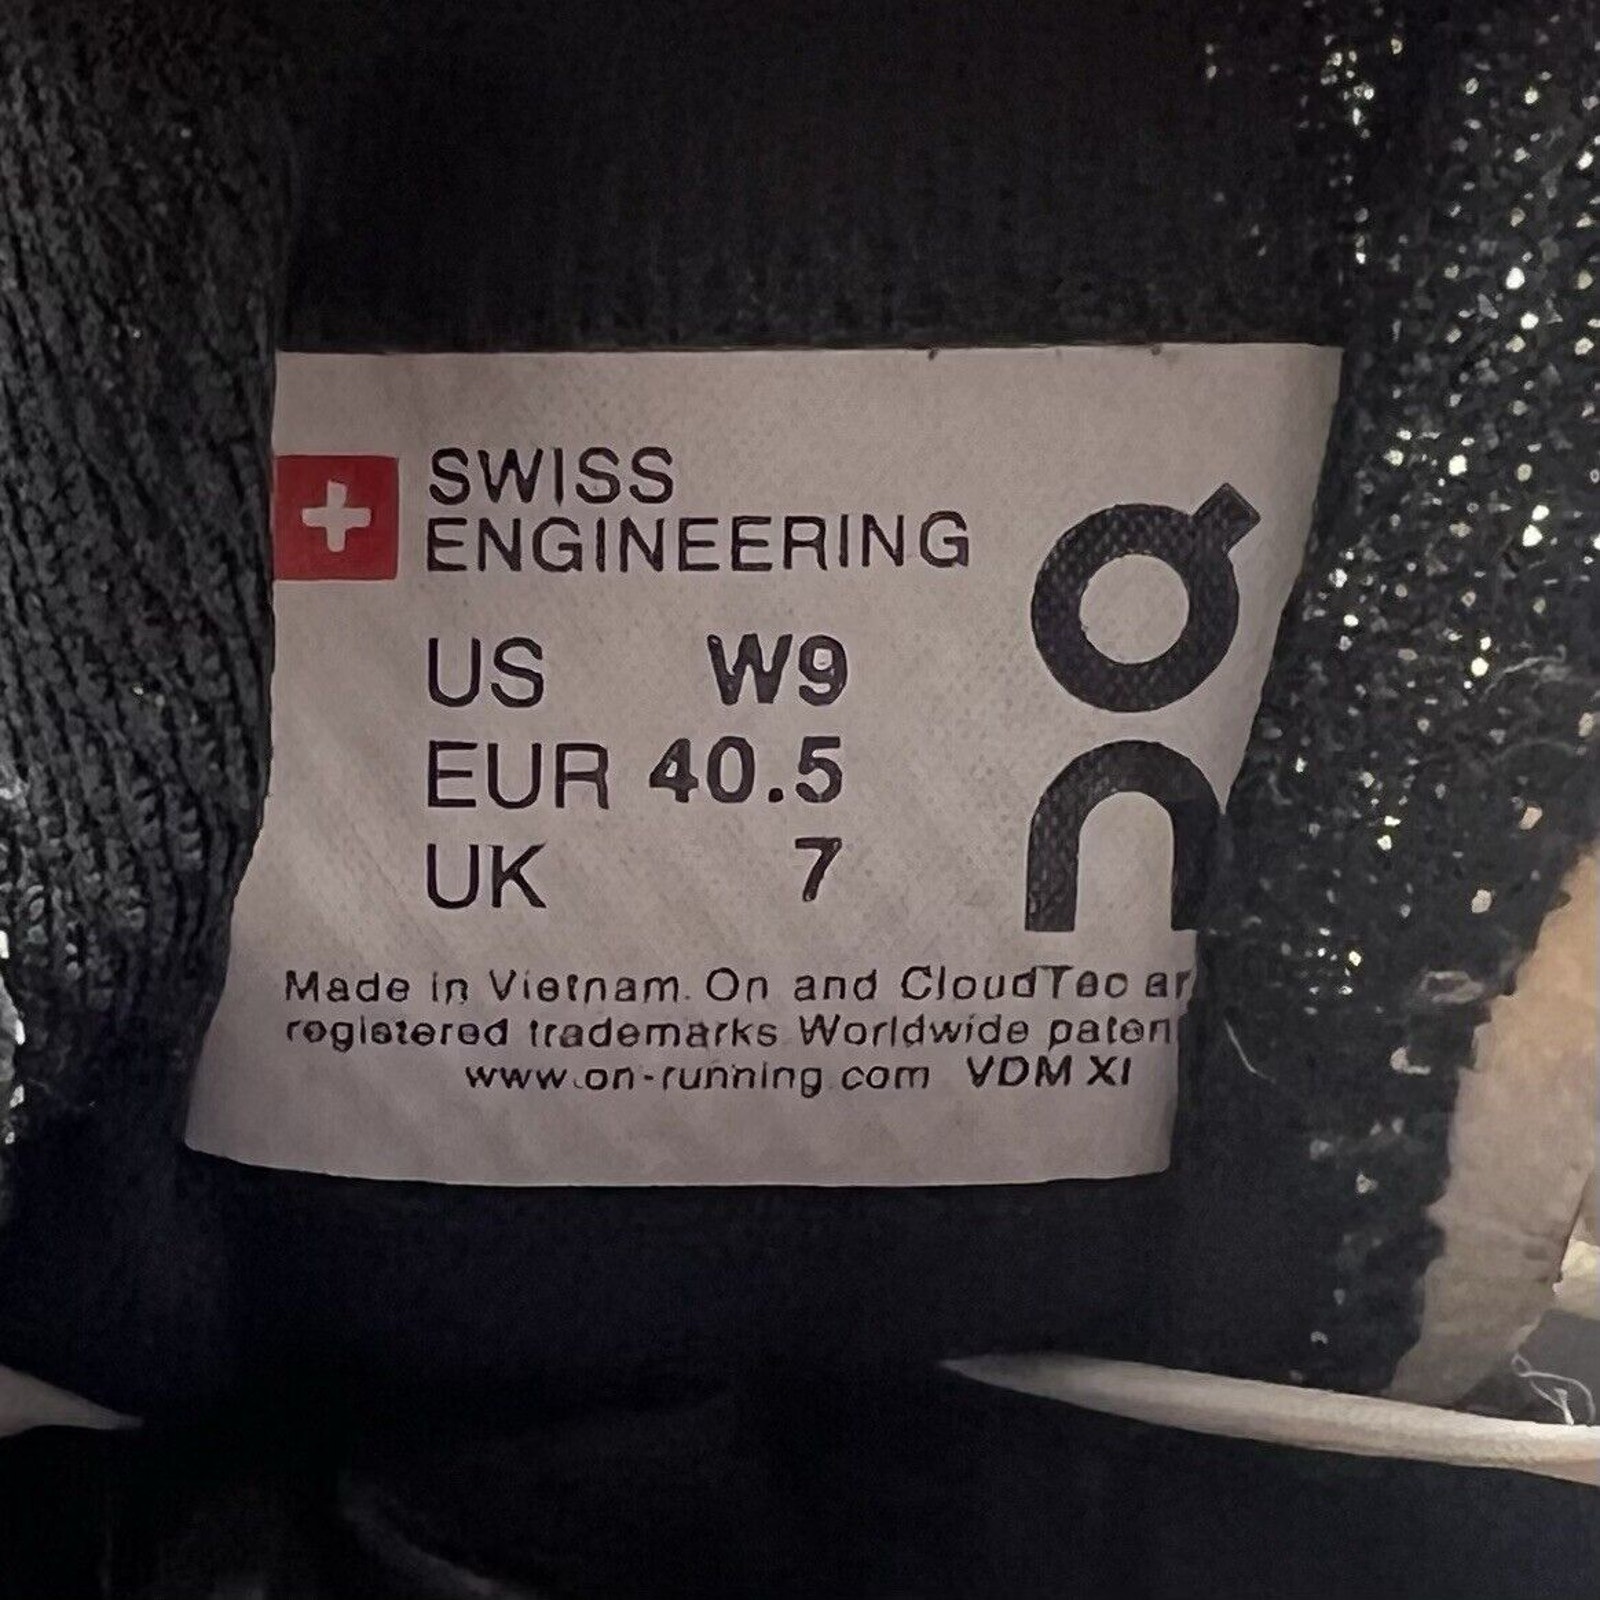 SWISS
ENGINEERING
US W9
EUR 40.5
UK 7
On
Made in Vietnam. On and CloudTec ar
registered trademarks Worldwide paten
www.on-running.com VDM XI